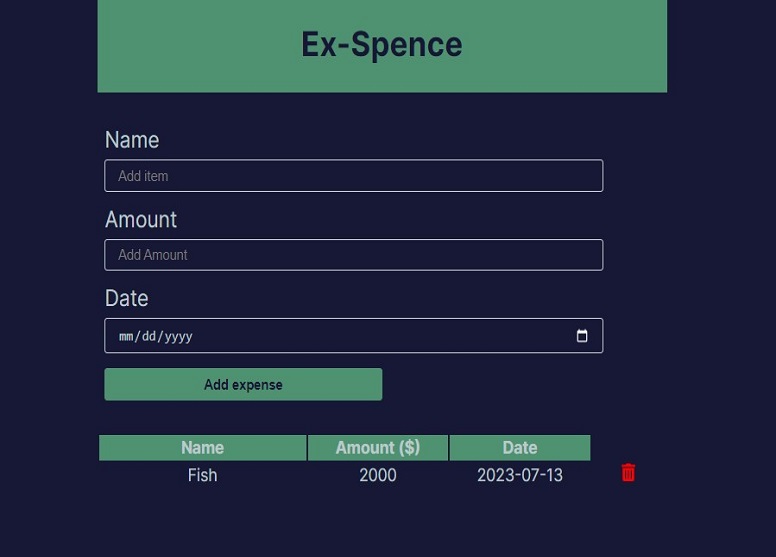 Ex-Spence
Name
Add item
Amount
Add Amount
Date
mm/dd/yyyy
Add expense
Name Amount ($) Date
Fish 2000 2023-07-13